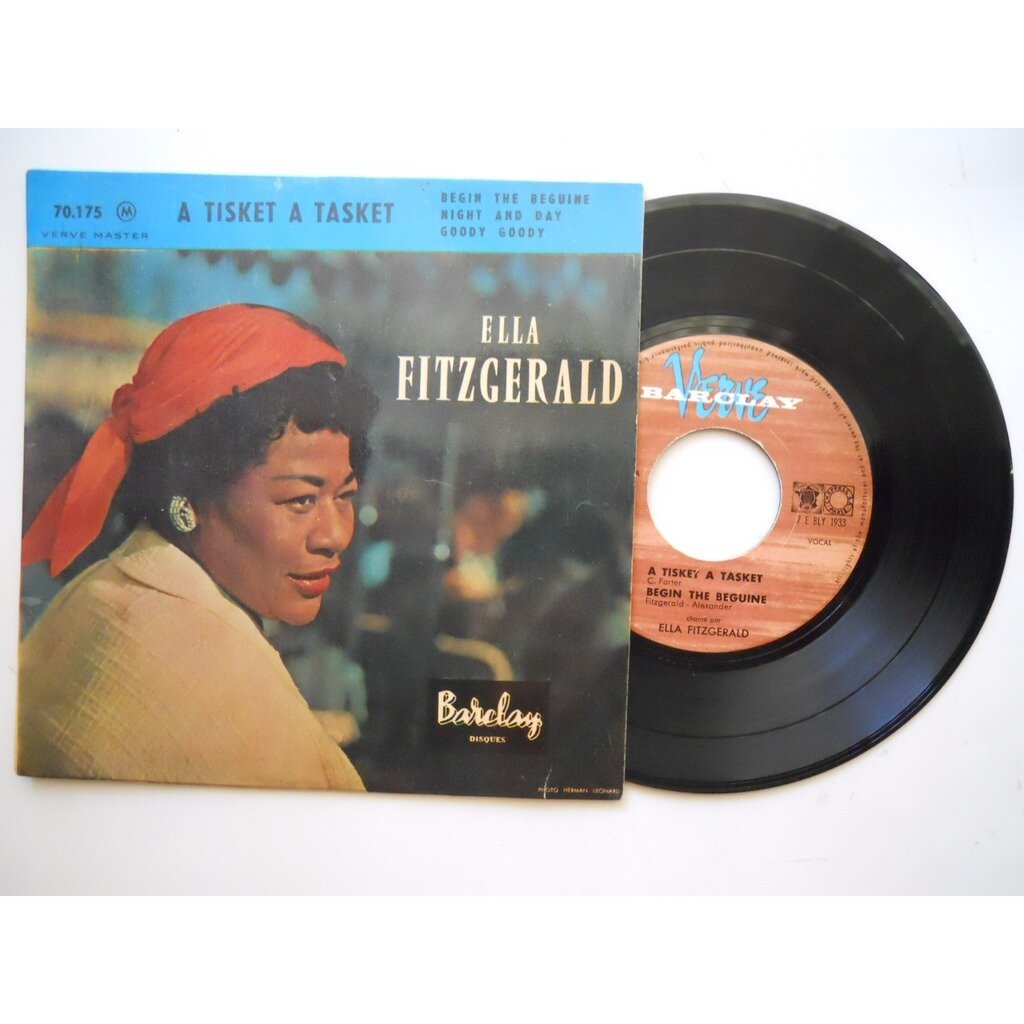 70.175 M
VERVE MASTER
A TISKET A TASKET
BEGIN THE BEGUINE
NIGHT AND DAY
GOODY GOODY
ELLA
FITZGERALD
Barclay
DISQUES
PHOTO HERMAN LEONARD
VERVE
BARCLAY
7 E BLY 1933
VOCAL
A TISKET A TASKET
C. Porter
BEGIN THE BEGUINE
Fitzgerald - Alexander
chanté par
ELLA FITZGERALD